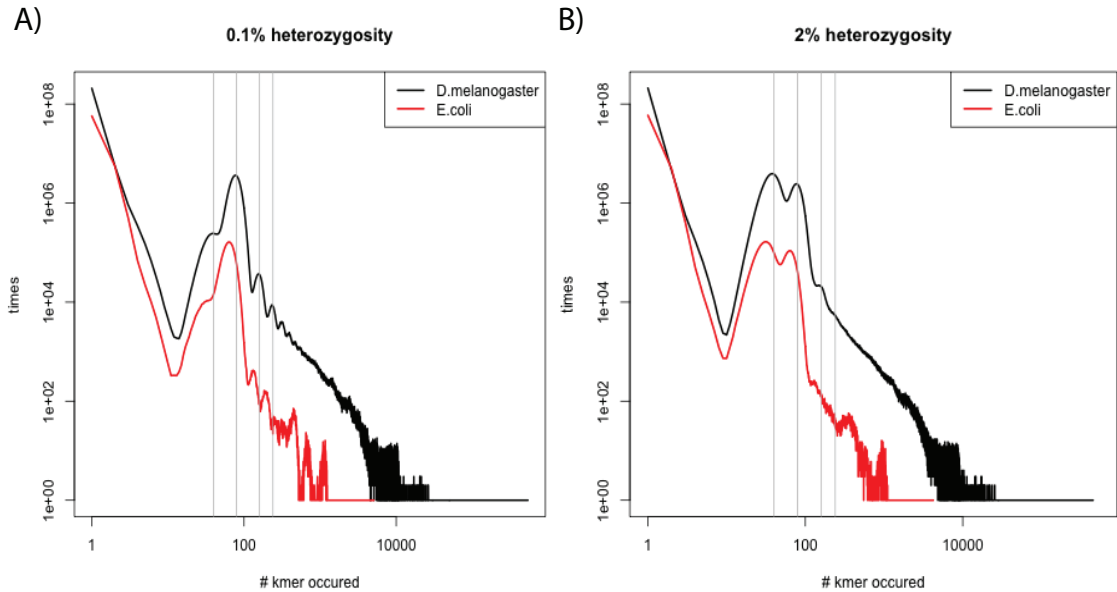 A)
0.1% heterozygosity
D.melanogaster
E.coli
times
1e+08
1e+06
1e+04
1e+02
1e+00
1
100
10000
# kmer occured
B)
2% heterozygosity
D.melanogaster
E.coli
times
1e+08
1e+06
1e+04
1e+02
1e+00
1
100
10000
# kmer occured